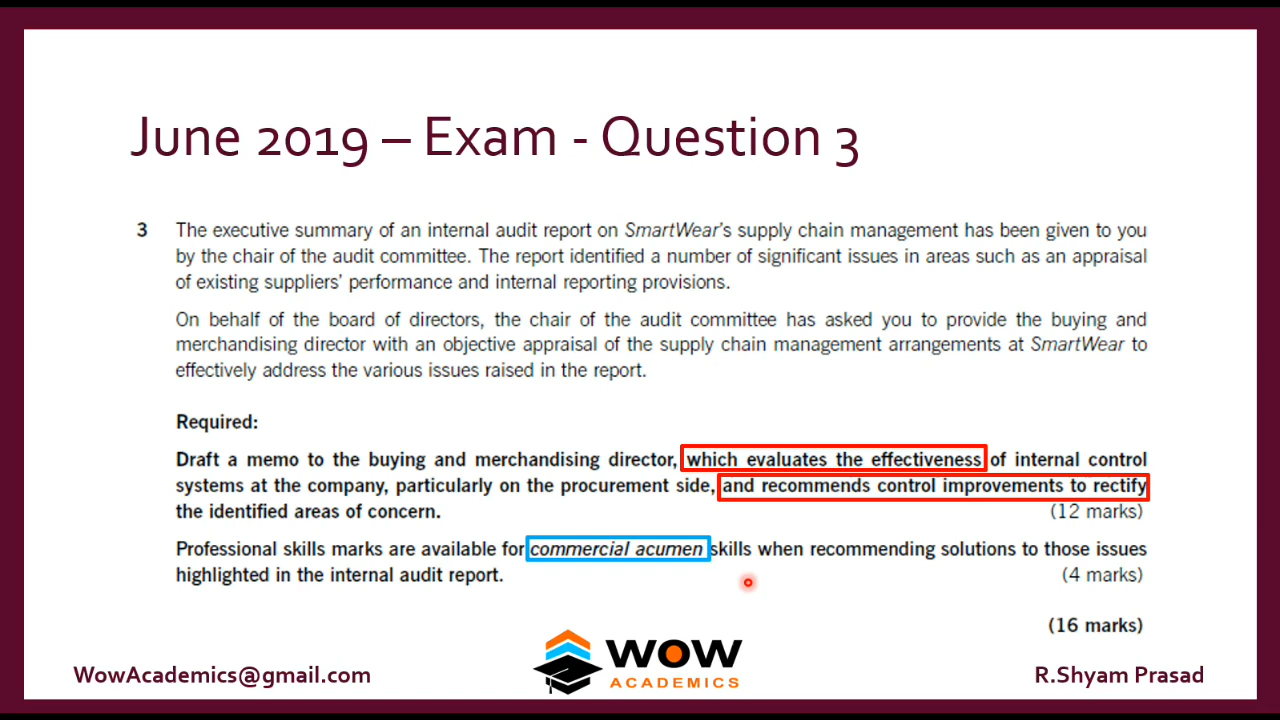 June 2019 – Exam - Question 3
3 The executive summary of an internal audit report on SmartWear's supply chain management has been given to you
by the chair of the audit committee. The report identified a number of significant issues in areas such as an appraisal
of existing suppliers' performance and internal reporting provisions.
On behalf of the board of directors, the chair of the audit committee has asked you to provide the buying and
merchandising director with an objective appraisal of the supply chain management arrangements at SmartWear to
effectively address the various issues raised in the report.
Required:
Draft a memo to the buying and merchandising director, which evaluates the effectiveness of internal control
systems at the company, particularly on the procurement side, and recommends control improvements to rectify
the identified areas of concern. (12 marks)
Professional skills marks are available for commercial acumen skills when recommending solutions to those issues
highlighted in the internal audit report. (4 marks)
(16 marks)
WowAcademics@gmail.com
WOW
ACADEMICS
R.Shyam Prasad